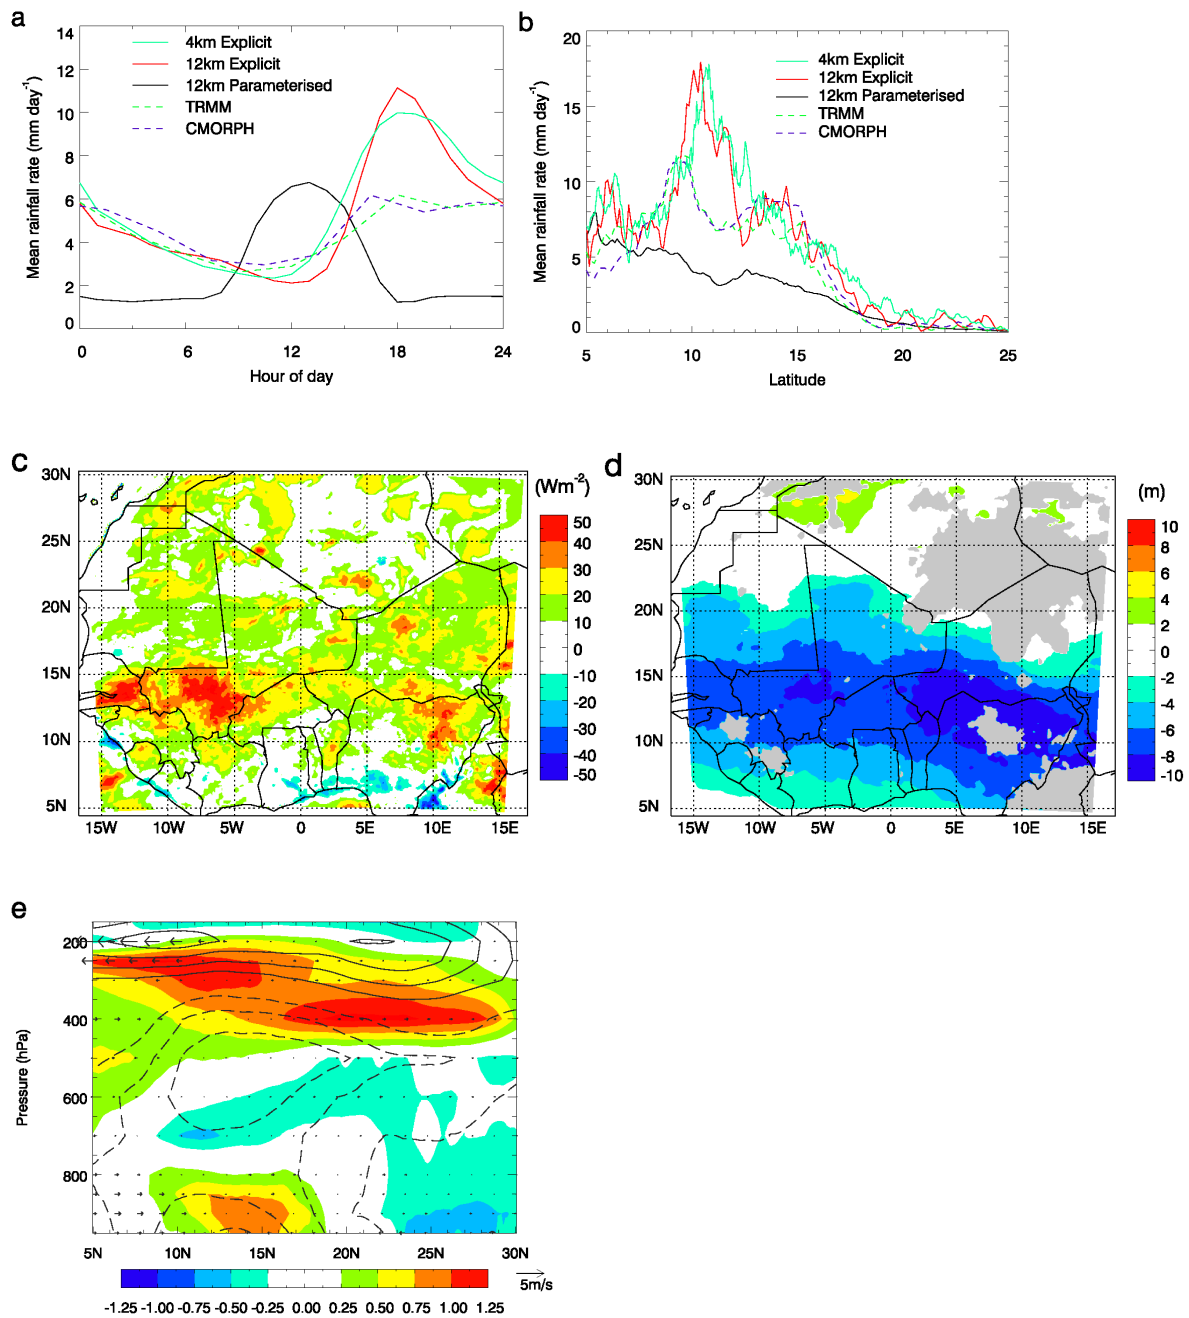 a
14
12
10
8
6
4
2
0
Mean rainfall rate (mm day-1)
4km Explicit
12km Explicit
12km Parameterised
TRMM
CMORPH
0 6 12 18 24
Hour of day
b
20
15
10
5
0
Mean rainfall rate (mm day-1)
4km Explicit
12km Explicit
12km Parameterised
TRMM
CMORPH
5 10 15 20 25
Latitude
c
30N
25N
20N
15N
10N
5N
15W 10W 5W 0 5E 10E 15E
(Wm-2)
50
40
30
20
10
0
-10
-20
-30
-40
-50
d
30N
25N
20N
15N
10N
5N
15W 10W 5W 0 5E 10E 15E
(m)
10
8
6
4
2
0
-2
-4
-6
-8
-10
e
200
400
600
800
Pressure (hPa)
5N 10N 15N 20N 25N 30N
5m/s
-1.25 -1.00 -0.75 -0.50 -0.25 0.00 0.25 0.50 0.75 1.00 1.25